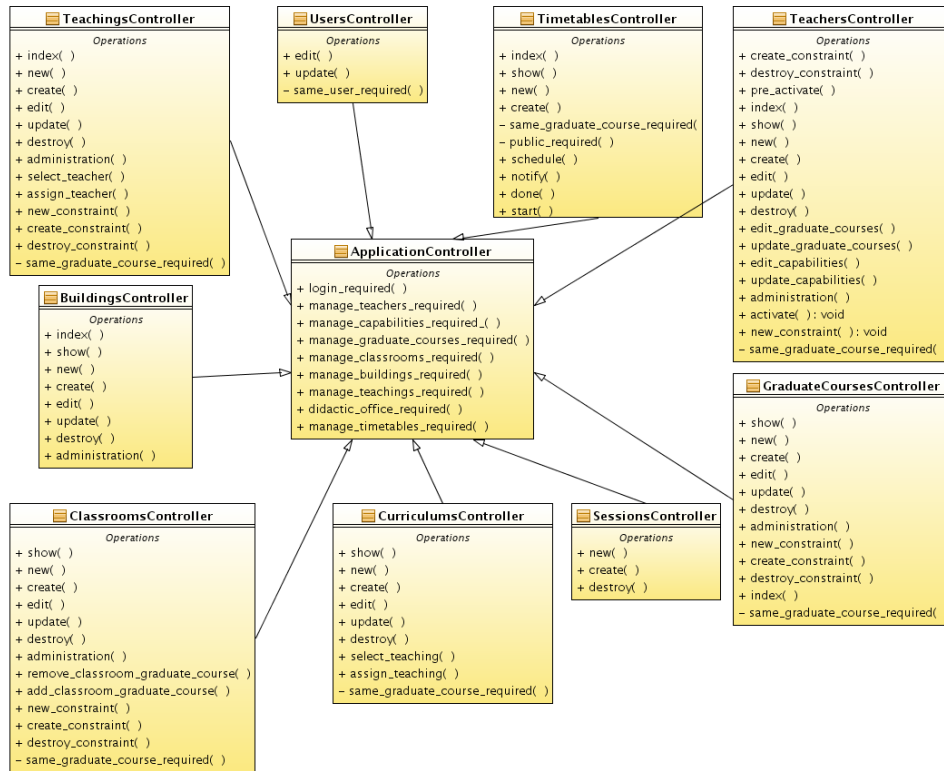 TeachingsController
Operations
+ index( )
+ new( )
+ create( )
+ edit( )
+ update( )
+ destroy( )
+ administration( )
+ select_teacher( )
+ assign_teacher( )
+ new_constraint( )
+ create_constraint( )
+ destroy_constraint( )
− same_graduate_course_required( )
UsersController
Operations
+ edit( )
+ update( )
− same_user_required( )
TimetablesController
Operations
+ index( )
+ show( )
+ new( )
+ create( )
− same_graduate_course_required(
− public_required( )
+ schedule( )
+ notify( )
+ done( )
+ start( )
TeachersController
Operations
+ create_constraint( )
+ destroy_constraint( )
+ pre_activate( )
+ index( )
+ show( )
+ new( )
+ create( )
+ edit( )
+ update( )
+ destroy( )
+ edit_graduate_courses( )
+ update_graduate_courses( )
+ edit_capabilities( )
+ update_capabilities( )
+ administration( )
+ activate( ) : void
+ new_constraint( ) : void
− same_graduate_course_required(
ApplicationController
Operations
+ login_required( )
+ manage_teachers_required( )
+ manage_capabilities_required_( )
+ manage_graduate_courses_required( )
+ manage_classrooms_required( )
+ manage_buildings_required( )
+ manage_teachings_required( )
+ didactic_office_required( )
+ manage_timetables_required( )
BuildingsController
Operations
+ index( )
+ show( )
+ new( )
+ create( )
+ edit( )
+ update( )
+ destroy( )
+ administration( )
GraduateCoursesController
Operations
+ show( )
+ new( )
+ create( )
+ edit( )
+ update( )
+ destroy( )
+ administration( )
+ new_constraint( )
+ create_constraint( )
+ destroy_constraint( )
+ index( )
− same_graduate_course_required(
ClassroomsController
Operations
+ show( )
+ new( )
+ create( )
+ edit( )
+ update( )
+ destroy( )
+ administration( )
+ remove_classroom_graduate_course( )
+ add_classroom_graduate_course( )
+ new_constraint( )
+ create_constraint( )
+ destroy_constraint( )
− same_graduate_course_required( )
CurriculumsController
Operations
+ show( )
+ new( )
+ create( )
+ edit( )
+ update( )
+ destroy( )
+ select_teaching( )
+ assign_teaching( )
− same_graduate_course_required( )
SessionsController
Operations
+ new( )
+ create( )
+ destroy( )